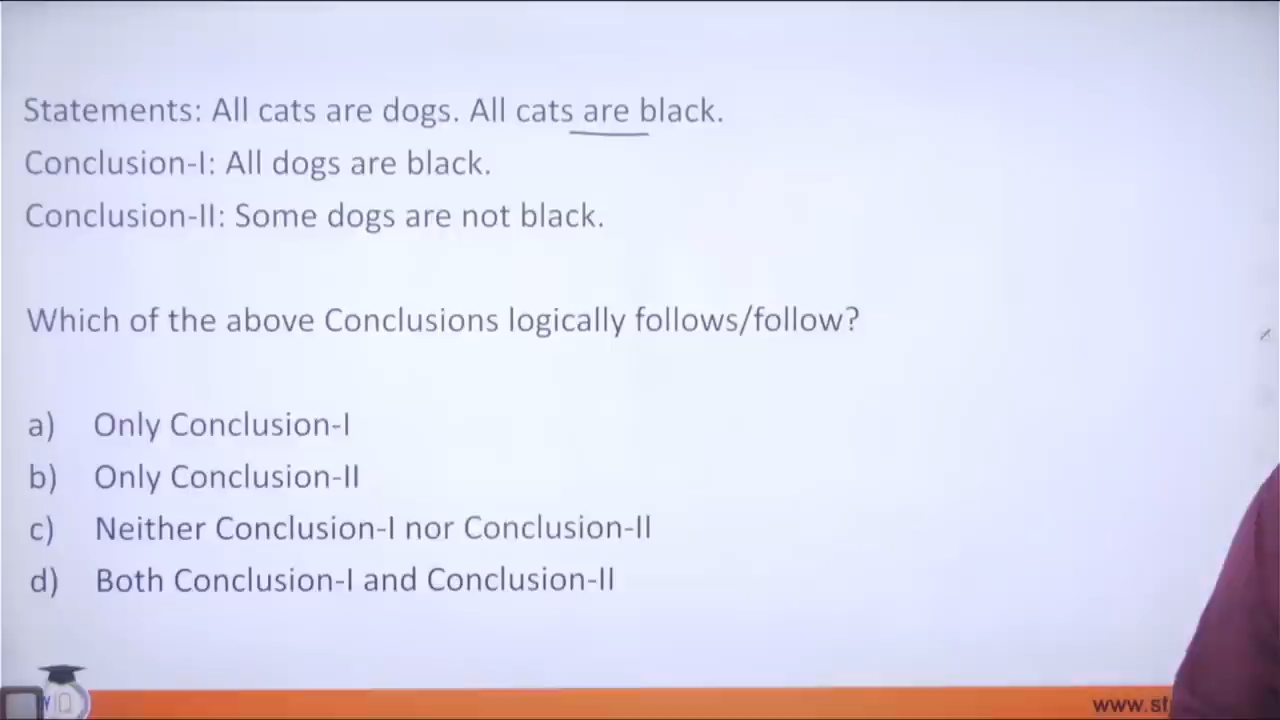 Statements: All cats are dogs. All cats are black.
Conclusion-I: All dogs are black.
Conclusion-II: Some dogs are not black.
Which of the above Conclusions logically follows/follow?
a) Only Conclusion-I
b) Only Conclusion-II
c) Neither Conclusion-I nor Conclusion-II
d) Both Conclusion-I and Conclusion-II
www.st